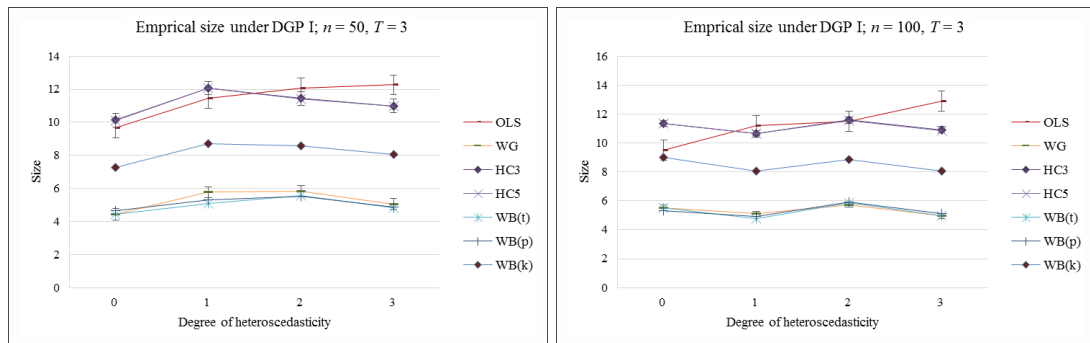 Emprical size under DGP I; n = 50, T = 3
14
12
10
8
6
4
2
0
Size
0 1 2 3
Degree of heteroscedasticity
OLS
WG
HC3
HC5
WB(t)
WB(p)
WB(k)
Emprical size under DGP I; n = 100, T = 3
16
14
12
10
8
6
4
2
0
Size
0 1 2 3
Degree of heteroscedasticity
OLS
WG
HC3
HC5
WB(t)
WB(p)
WB(k)